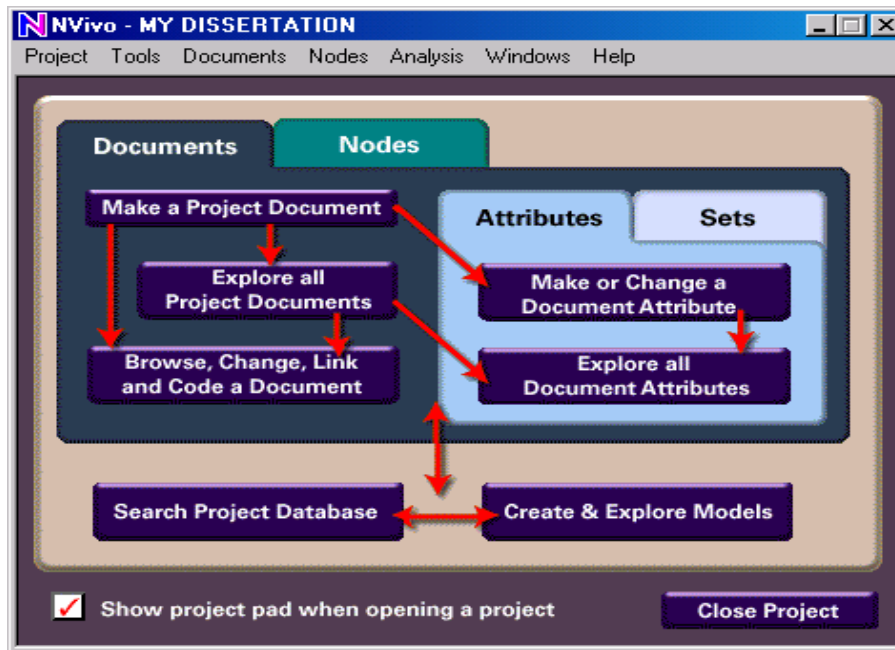 NVivo - MY DISSERTATION
Project Tools Documents Nodes Analysis Windows Help
Documents Nodes
Make a Project Document
Explore all
Project Documents
Browse, Change, Link
and Code a Document
Attributes Sets
Make or Change a
Document Attribute
Explore all
Document Attributes
Search Project Database
Create & Explore Models
Show project pad when opening a project
Close Project